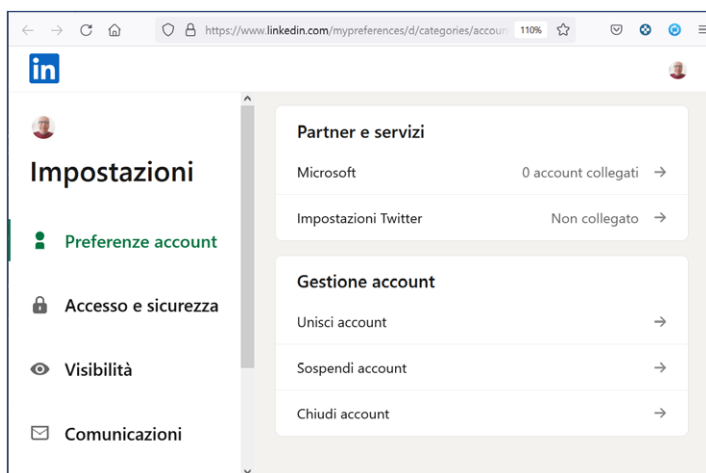 https://www.linkedin.com/mypreferences/d/categories/accoun 110%
in
Impostazioni
Preferenze account
Accesso e sicurezza
Visibilità
Comunicazioni
Partner e servizi
Microsoft 0 account collegati
Impostazioni Twitter Non collegato
Gestione account
Unisci account
Sospendi account
Chiudi account